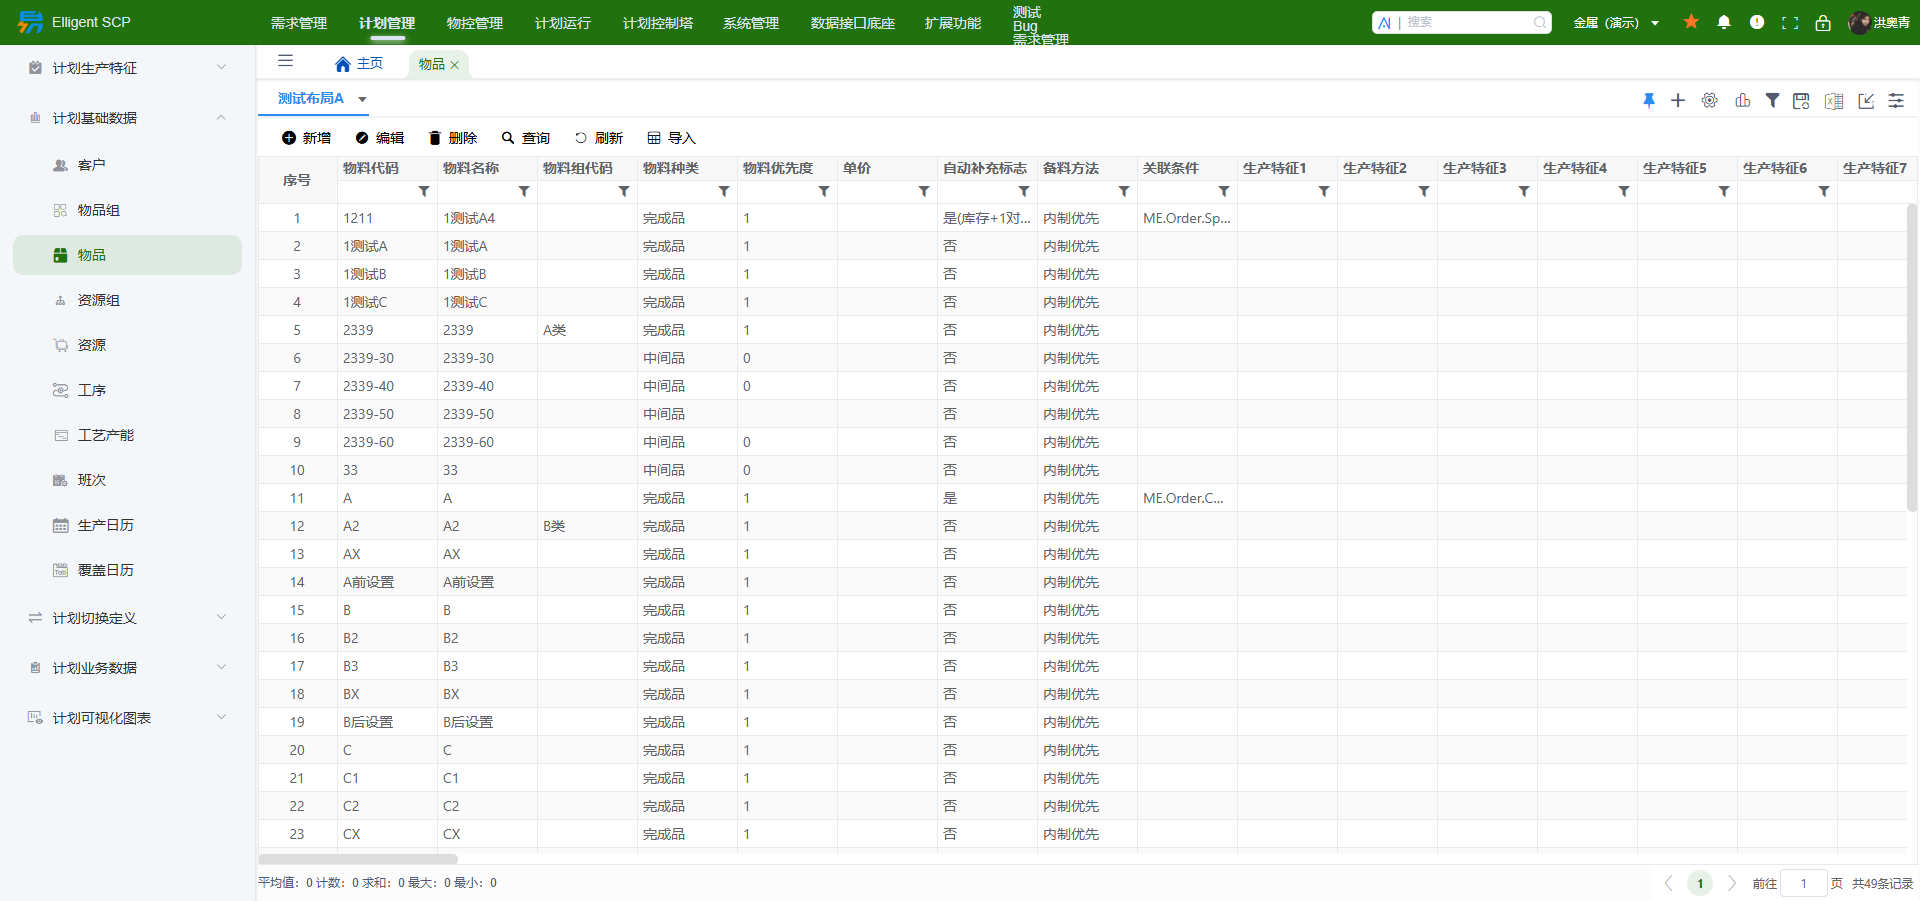 Elligent SCP
需求管理 计划管理 物控管理 计划运行 计划控制塔 系统管理 数据接口底座 扩展功能 测试
Bug
需求管理
AI | 搜索 金属（演示） 洪奥青
计划生产特征
计划基础数据
客户
物品组
物品
资源组
资源
工序
工艺产能
班次
生产日历
覆盖日历
计划切换定义
计划业务数据
计划可视化图表
主页 物品
测试布局A
新增 编辑 删除 查询 刷新 导入
序号 物料代码 物料名称 物料组代码 物料种类 物料优先度 单价 自动补充标志 备料方法 关联条件 生产特征1 生产特征2 生产特征3 生产特征4 生产特征5 生产特征6 生产特征7
1 1211 1测试A4 完成品 1 是(库存+1对... 内制优先 ME.Order.Sp...
2 1测试A 1测试A 完成品 1 否 内制优先
3 1测试B 1测试B 完成品 1 否 内制优先
4 1测试C 1测试C 完成品 1 否 内制优先
5 2339 2339 A类 完成品 1 否 内制优先
6 2339-30 2339-30 中间品 0 否 内制优先
7 2339-40 2339-40 中间品 0 否 内制优先
8 2339-50 2339-50 中间品 否 内制优先
9 2339-60 2339-60 中间品 0 否 内制优先
10 33 33 中间品 0 否 内制优先
11 A A 完成品 1 是 内制优先 ME.Order.C...
12 A2 A2 B类 完成品 1 否 内制优先
13 AX AX 完成品 1 否 内制优先
14 A前设置 A前设置 完成品 1 否 内制优先
15 B B 完成品 1 否 内制优先
16 B2 B2 完成品 1 否 内制优先
17 B3 B3 完成品 1 否 内制优先
18 BX BX 完成品 1 否 内制优先
19 B后设置 B后设置 完成品 1 否 内制优先
20 C C 完成品 1 否 内制优先
21 C1 C1 完成品 1 否 内制优先
22 C2 C2 完成品 1 否 内制优先
23 CX CX 完成品 1 否 内制优先
平均值：0 计数：0 求和：0 最大：0 最小：0
1 前往 1 页 共49条记录